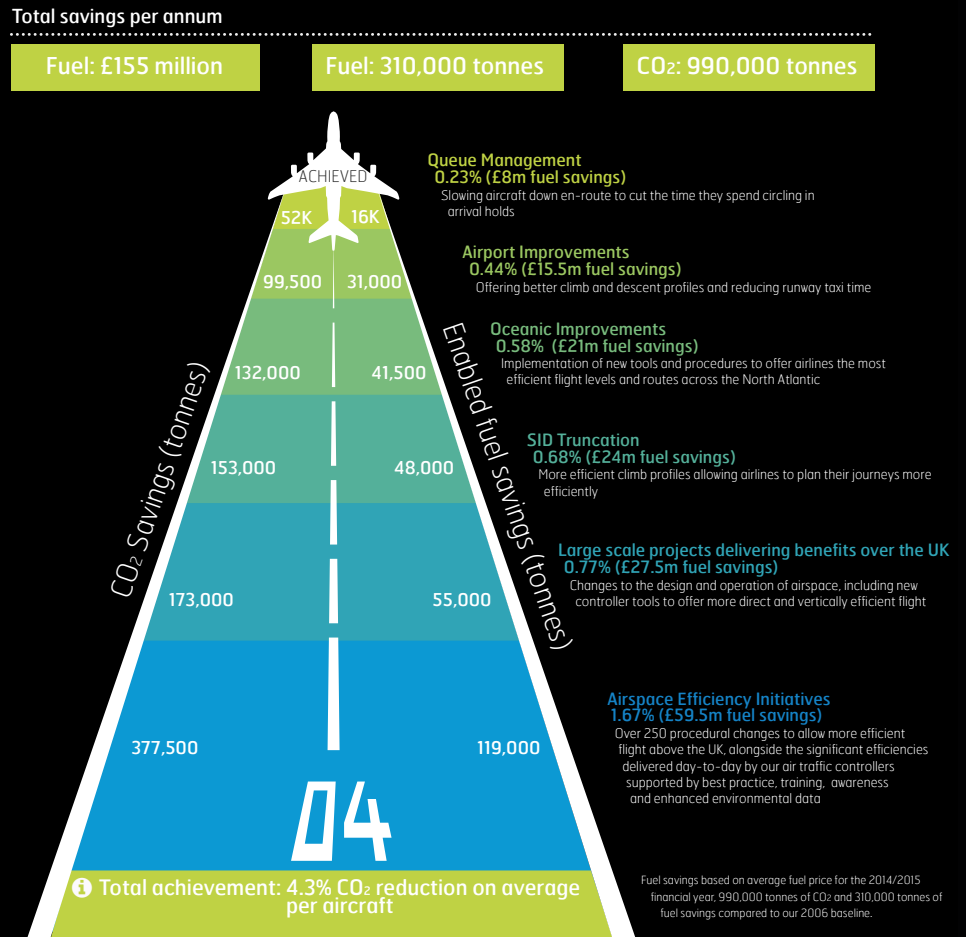 Total savings per annum
Fuel: £155 million
Fuel: 310,000 tonnes
CO2: 990,000 tonnes
ACHIEVED
52K
16K
Queue Management
0.23% (£8m fuel savings)
Slowing aircraft down en-route to cut the time they spend circling in
arrival holds
99,500
31,000
Airport Improvements
0.44% (£15.5m fuel savings)
Offering better climb and descent profiles and reducing runway taxi time
132,000
41,500
Oceanic Improvements
0.58% (£21m fuel savings)
Implementation of new tools and procedures to offer airlines the most
efficient flight levels and routes across the North Atlantic
CO2 Savings (tonnes)
Enabled fuel savings (tonnes)
153,000
48,000
SID Truncation
0.68% (£24m fuel savings)
More efficient climb profiles allowing airlines to plan their journeys more
efficiently
173,000
55,000
Large scale projects delivering benefits over the UK
0.77% (£27.5m fuel savings)
Changes to the design and operation of airspace, including new
controller tools to offer more direct and vertically efficient flight
377,500
119,000
Airspace Efficiency Initiatives
1.67% (£59.5m fuel savings)
Over 250 procedural changes to allow more efficient
flight above the UK, alongside the significant efficiencies
delivered day-to-day by our air traffic controllers
supported by best practice, training, awareness
and enhanced environmental data
04
i Total achievement: 4.3% CO2 reduction on average
per aircraft
Fuel savings based on average fuel price for the 2014/2015
financial year, 990,000 tonnes of CO2 and 310,000 tonnes of
fuel savings compared to our 2006 baseline.